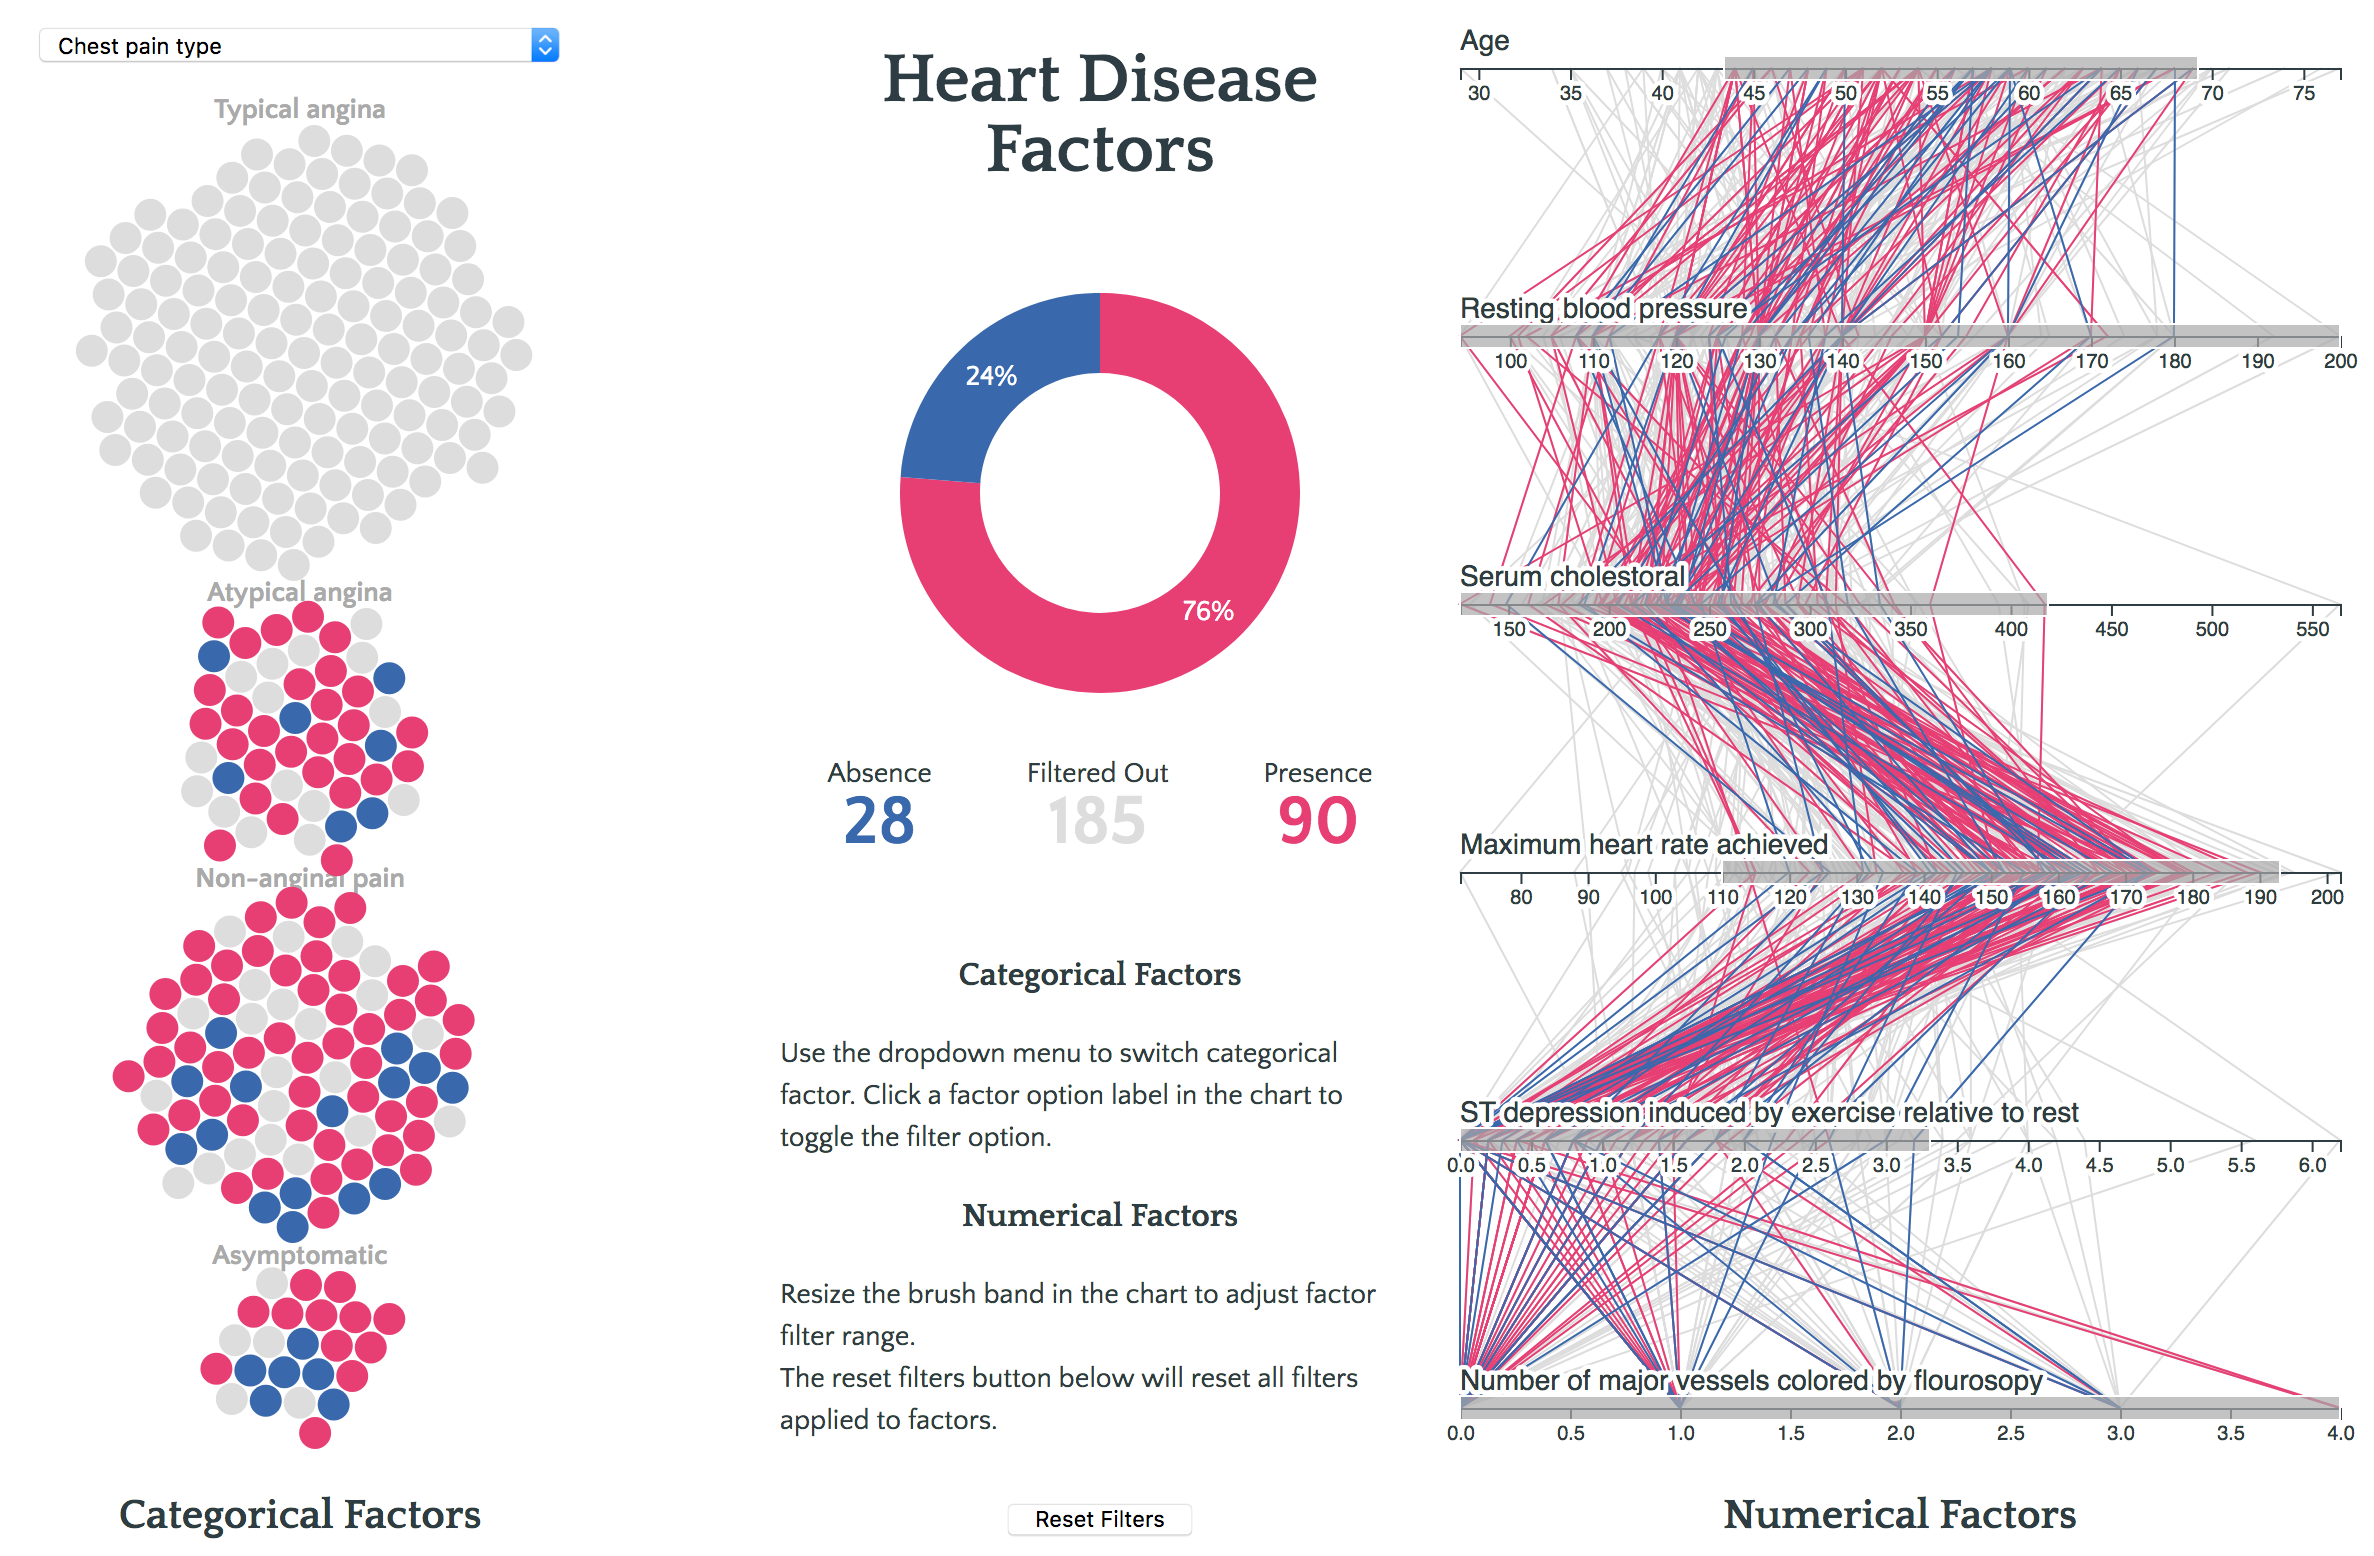 Chest pain type
Typical angina
Atypical angina
Non-anginal pain
Asymptomatic
Categorical Factors
Heart Disease
Factors
24%
76%
Absence
Filtered Out
Presence
28
185
90
Categorical Factors
Use the dropdown menu to switch categorical
factor. Click a factor option label in the chart to
toggle the filter option.
Numerical Factors
Resize the brush band in the chart to adjust factor
filter range.
The reset filters button below will reset all filters
applied to factors.
Reset Filters
Age
30 35 40 45 50 55 60 65 70 75
Resting blood pressure
100 110 120 130 140 150 160 170 180 190 200
Serum cholestoral
150 200 250 300 350 400 450 500 550
Maximum heart rate achieved
80 90 100 110 120 130 140 150 160 170 180 190 200
ST depression induced by exercise relative to rest
0.0 0.5 1.0 1.5 2.0 2.5 3.0 3.5 4.0 4.5 5.0 5.5 6.0
Number of major vessels colored by flourosopy
0.0 0.5 1.0 1.5 2.0 2.5 3.0 3.5 4.0
Numerical Factors